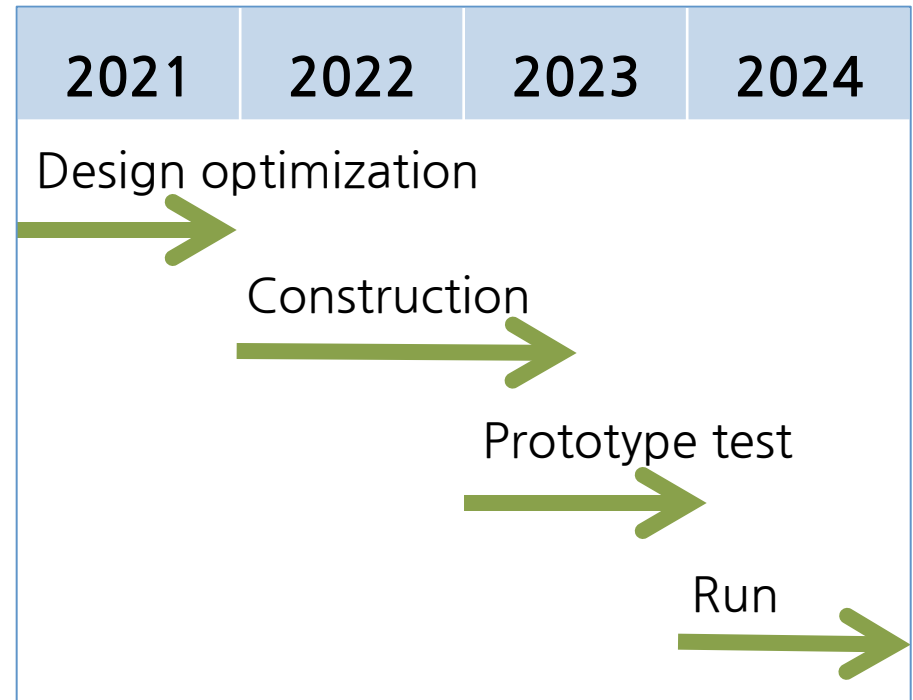 2021 2022 2023 2024
Design optimization
Construction
Prototype test
Run